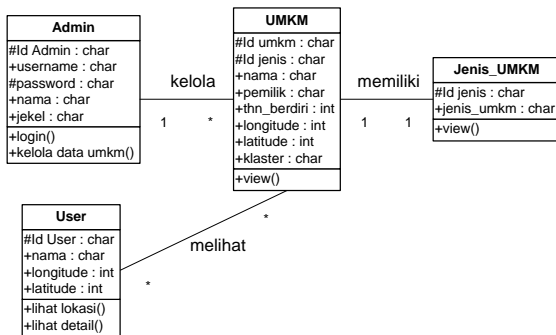 Admin
#Id Admin : char
+username : char
#password : char
+nama : char
+jekel : char
+login()
+kelola data umkm()
kelola
1
*
UMKM
#Id umkm : char
#Id jenis : char
+nama : char
+pemilik : char
+thn_berdiri : int
+longitude : int
+latitude : int
+klaster : char
+view()
memiliki
1
1
Jenis_UMKM
#Id jenis : char
+jenis_umkm : char
+view()
User
#Id User : char
+nama : char
+longitude : int
+latitude : int
+lihat lokasi()
+lihat detail()
melihat
*
*